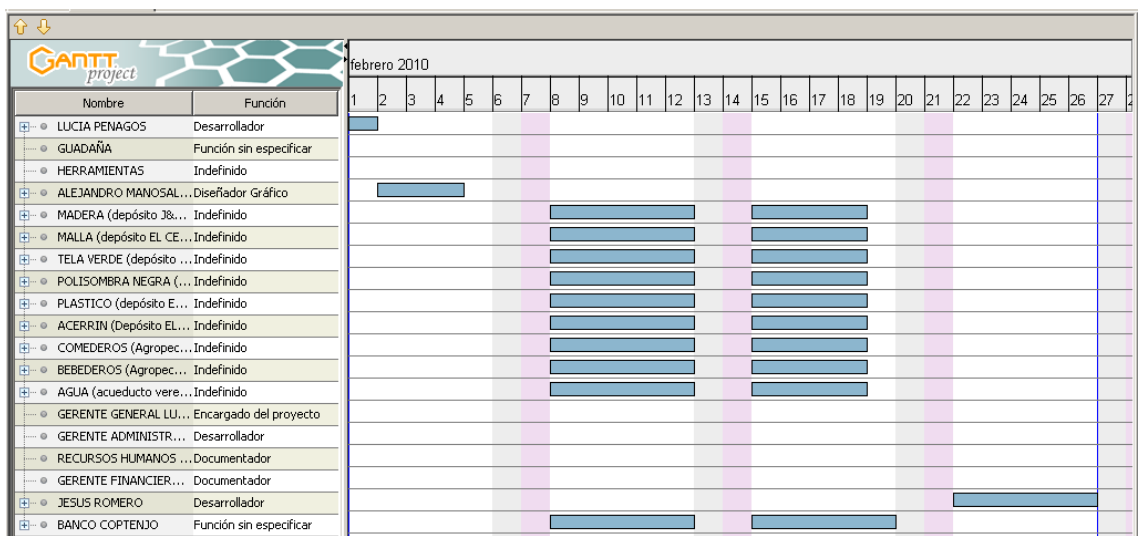 GANTT
project
febrero 2010
Nombre Función 1 2 3 4 5 6 7 8 9 10 11 12 13 14 15 16 17 18 19 20 21 22 23 24 25 26 27
LUCIA PENAGOS Desarrollador
GUADAÑA Función sin especificar
HERRAMIENTAS Indefinido
ALEJANDRO MANOSAL... Diseñador Gráfico
MADERA (depósito J&... Indefinido
MALLA (depósito EL CE... Indefinido
TELA VERDE (depósito ... Indefinido
POLISOMBRA NEGRA (... Indefinido
PLASTICO (depósito E... Indefinido
ACERRIN (Depósito EL... Indefinido
COMEDEROS (Agropec... Indefinido
BEBEDEROS (Agropec... Indefinido
AGUA (acueducto vere... Indefinido
GERENTE GENERAL LU... Encargado del proyecto
GERENTE ADMINISTR... Desarrollador
RECURSOS HUMANOS ... Documentador
GERENTE FINANCIER... Documentador
JESUS ROMERO Desarrollador
BANCO COPTENJO Función sin especificar